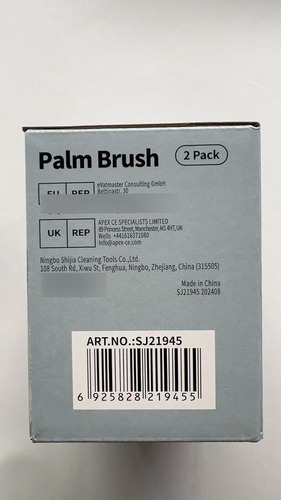 Palm Brush
2 Pack
EU REP
eVatmaster Consulting GmbH
Bettinastr. 30
UK REP
APEX CE SPECIALISTS LIMITED
89 Princess Street, Manchester, M1 4HT, UK
Wells +441616371080
Info@apex-ce.com
Ningbo Shijia Cleaning Tools Co.,Ltd.
108 South Rd, Xiwu St, Fenghua, Ningbo, Zhejiang, China (315505)
Made in China
SJ21945 202408
ART.NO.:SJ21945
6 925828 219455